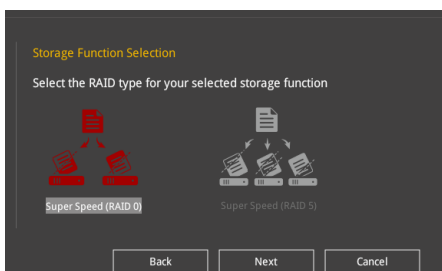 Storage Function Selection
Select the RAID type for your selected storage function
Super Speed (RAID 0)
Super Speed (RAID 5)
Back
Next
Cancel